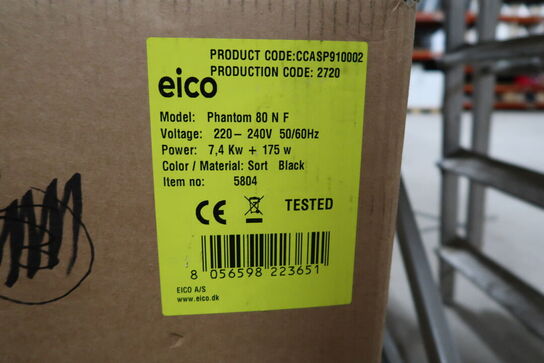 PRODUCT CODE:CCASP910002
PRODUCTION CODE: 2720
eico
Model: Phantom 80 N F
Voltage: 220– 240V 50/60Hz
Power: 7,4 Kw + 175 w
Color / Material: Sort Black
Item no: 5804
CE TESTED
8 056598 223651
EICO A/S
www.eico.dk